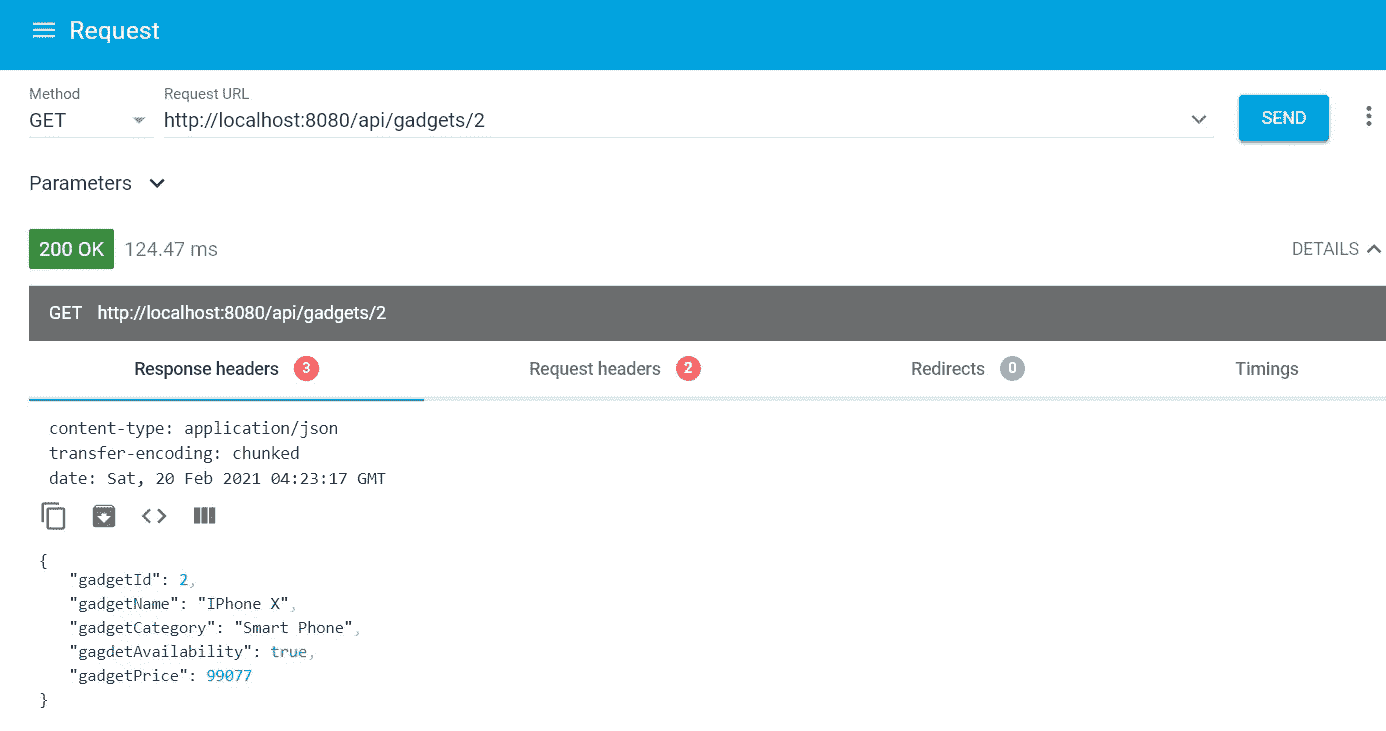 Request
Method
Request URL
GET
http://localhost:8080/api/gadgets/2
SEND
Parameters
200 OK
124.47 ms
DETAILS
GET http://localhost:8080/api/gadgets/2
Response headers 3
Request headers 2
Redirects 0
Timings
content-type: application/json
transfer-encoding: chunked
date: Sat, 20 Feb 2021 04:23:17 GMT
{
"gadgetId": 2,
"gadgetName": "IPhone X",
"gadgetCategory": "Smart Phone",
"gagdetAvailability": true,
"gadgetPrice": 99077
}